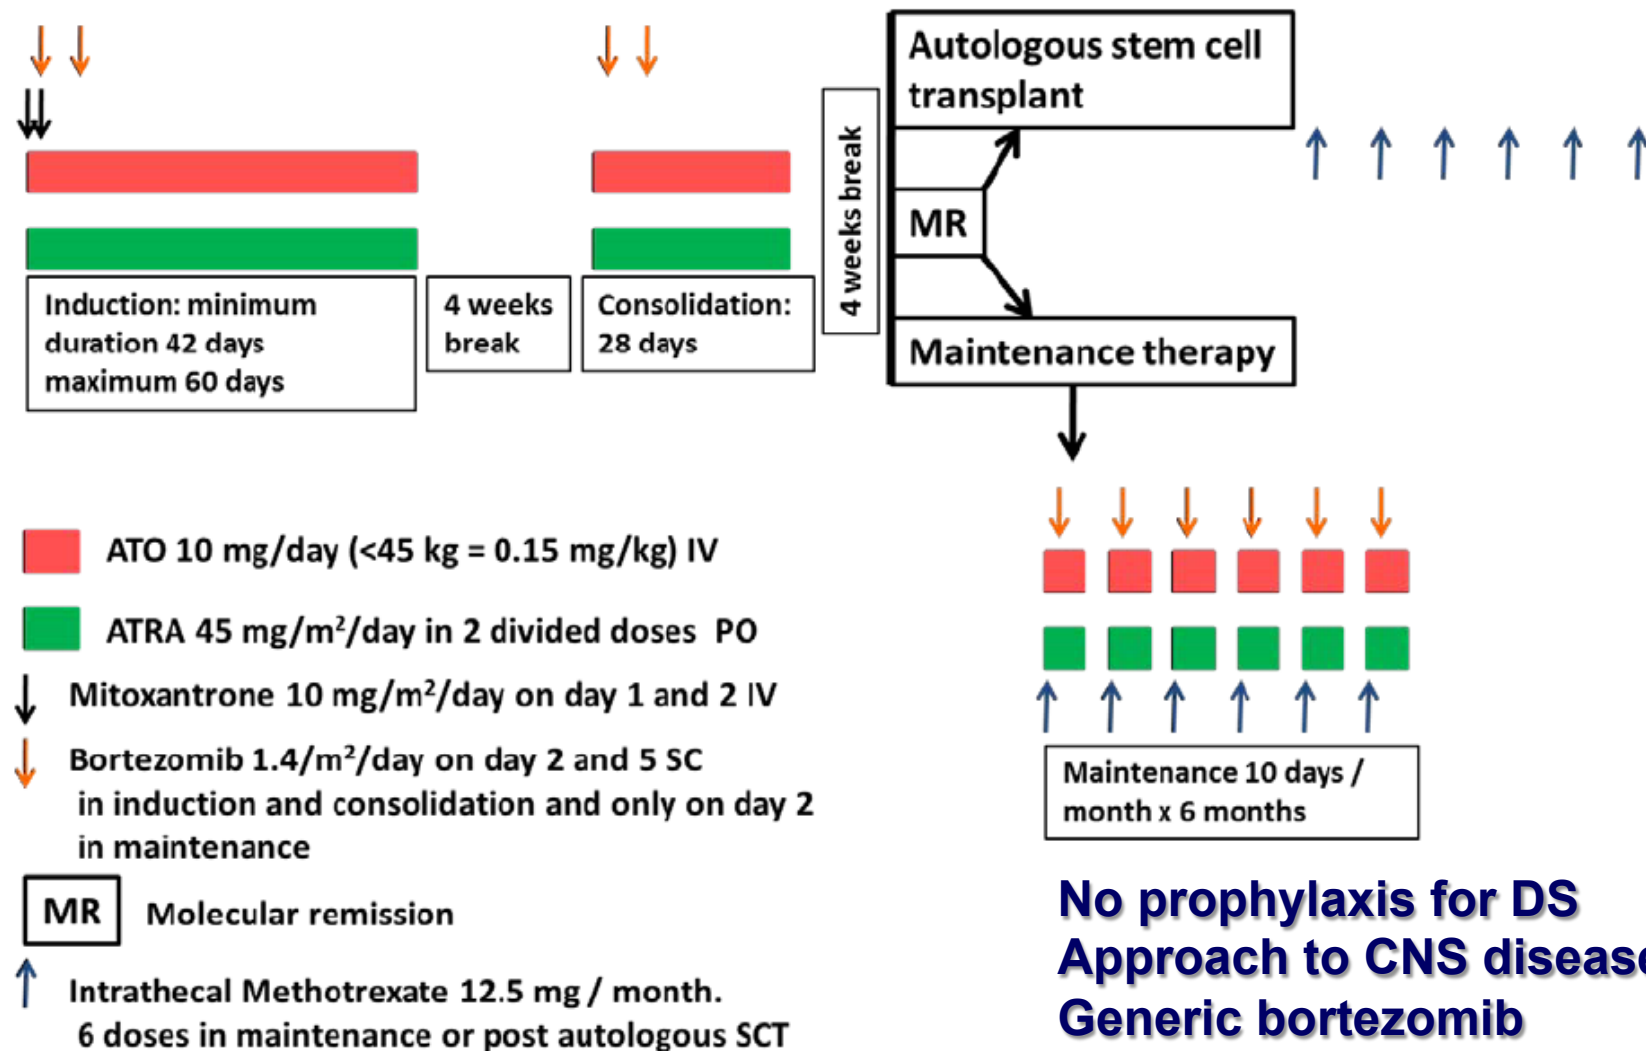 Autologous stem cell
transplant
4 weeks break
MR
Induction: minimum
duration 42 days
maximum 60 days
4 weeks
break
Consolidation:
28 days
Maintenance therapy
ATO 10 mg/day (<45 kg = 0.15 mg/kg) IV
ATRA 45 mg/m²/day in 2 divided doses PO
Mitoxantrone 10 mg/m²/day on day 1 and 2 IV
Bortezomib 1.4/m²/day on day 2 and 5 SC
in induction and consolidation and only on day 2
in maintenance
MR Molecular remission
Intrathecal Methotrexate 12.5 mg / month.
6 doses in maintenance or post autologous SCT
Maintenance 10 days /
month x 6 months
No prophylaxis for DS
Approach to CNS disease
Generic bortezomib